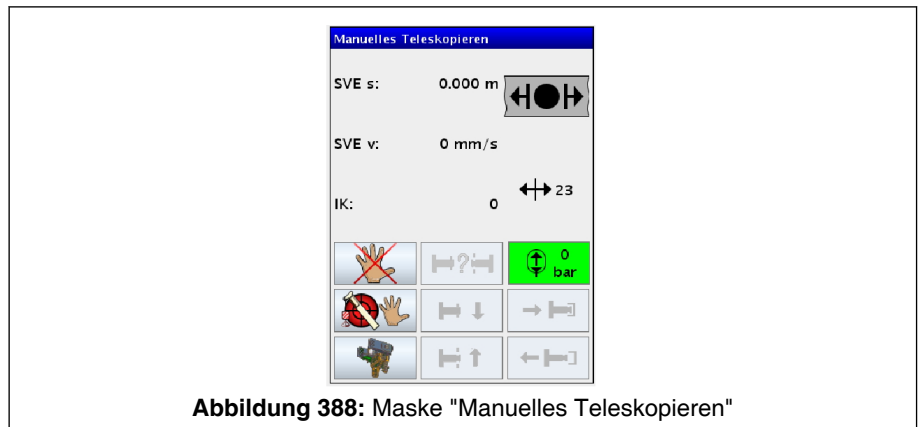 Manuelles Teleskopieren
SVE s: 0.000 m
SVE v: 0 mm/s
23
IK: 0
?
0
bar
Abbildung 388: Maske "Manuelles Teleskopieren"